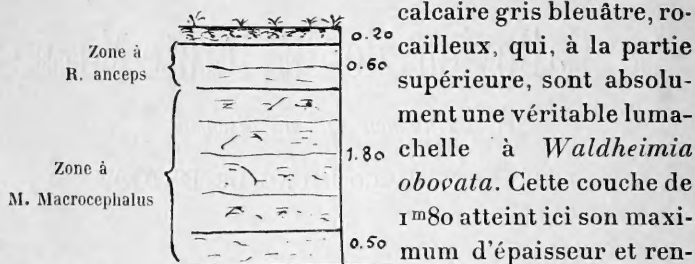 Zone à
R. anceps
Zone à
M. Macrocephalus
0.20
0.60
1.80
0.50
calcaire gris bleuâtre, ro-
cailleux, qui, à la partie
supérieure, sont absolu-
ment une véritable luma-
chelle à Waldheimia
obovata. Cette couche de
1m80 atteint ici son maxi-
mum d'épaisseur et ren-